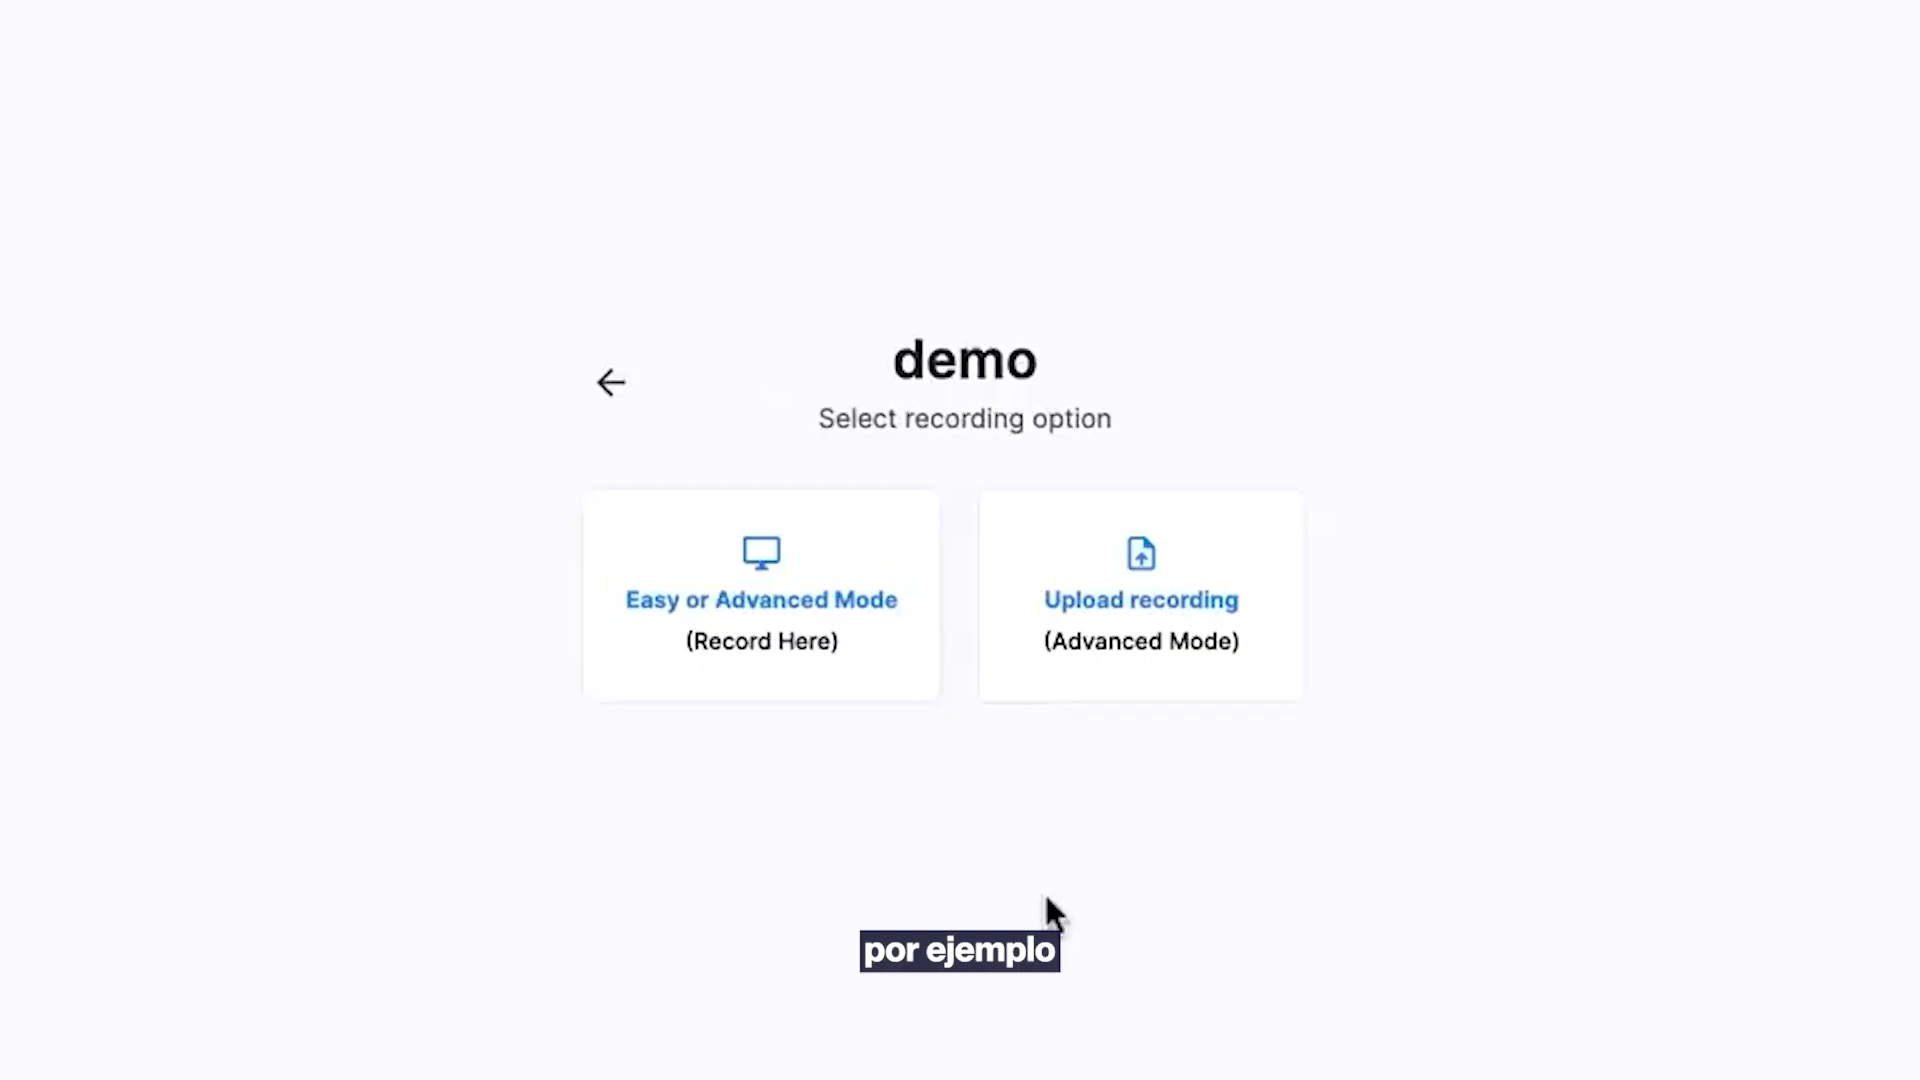 demo
Select recording option
Easy or Advanced Mode
(Record Here)
Upload recording
(Advanced Mode)
por ejemplo